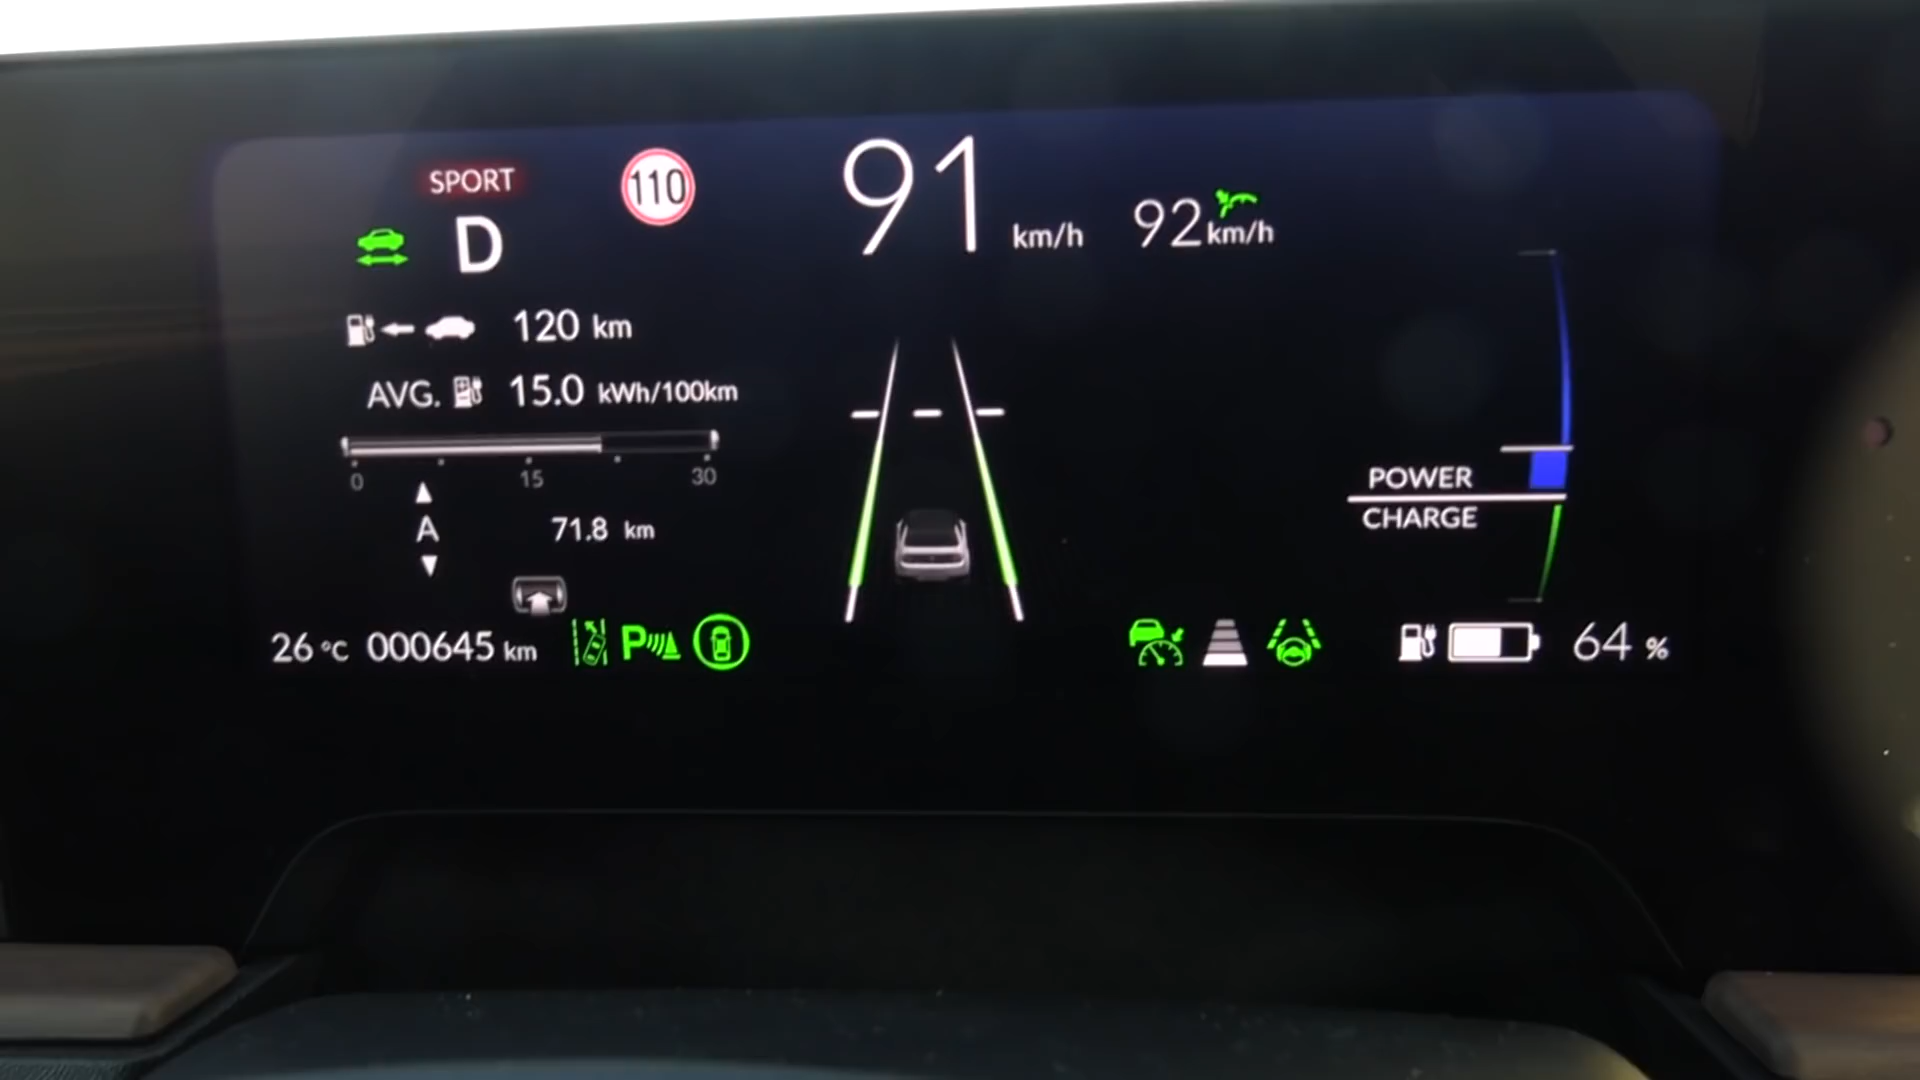 SPORT
D
110
91 km/h
92 km/h
120 km
AVG. 15.0 kWh/100km
0 15 30
A 71.8 km
POWER
CHARGE
26 °C 000645 km
P
64 %